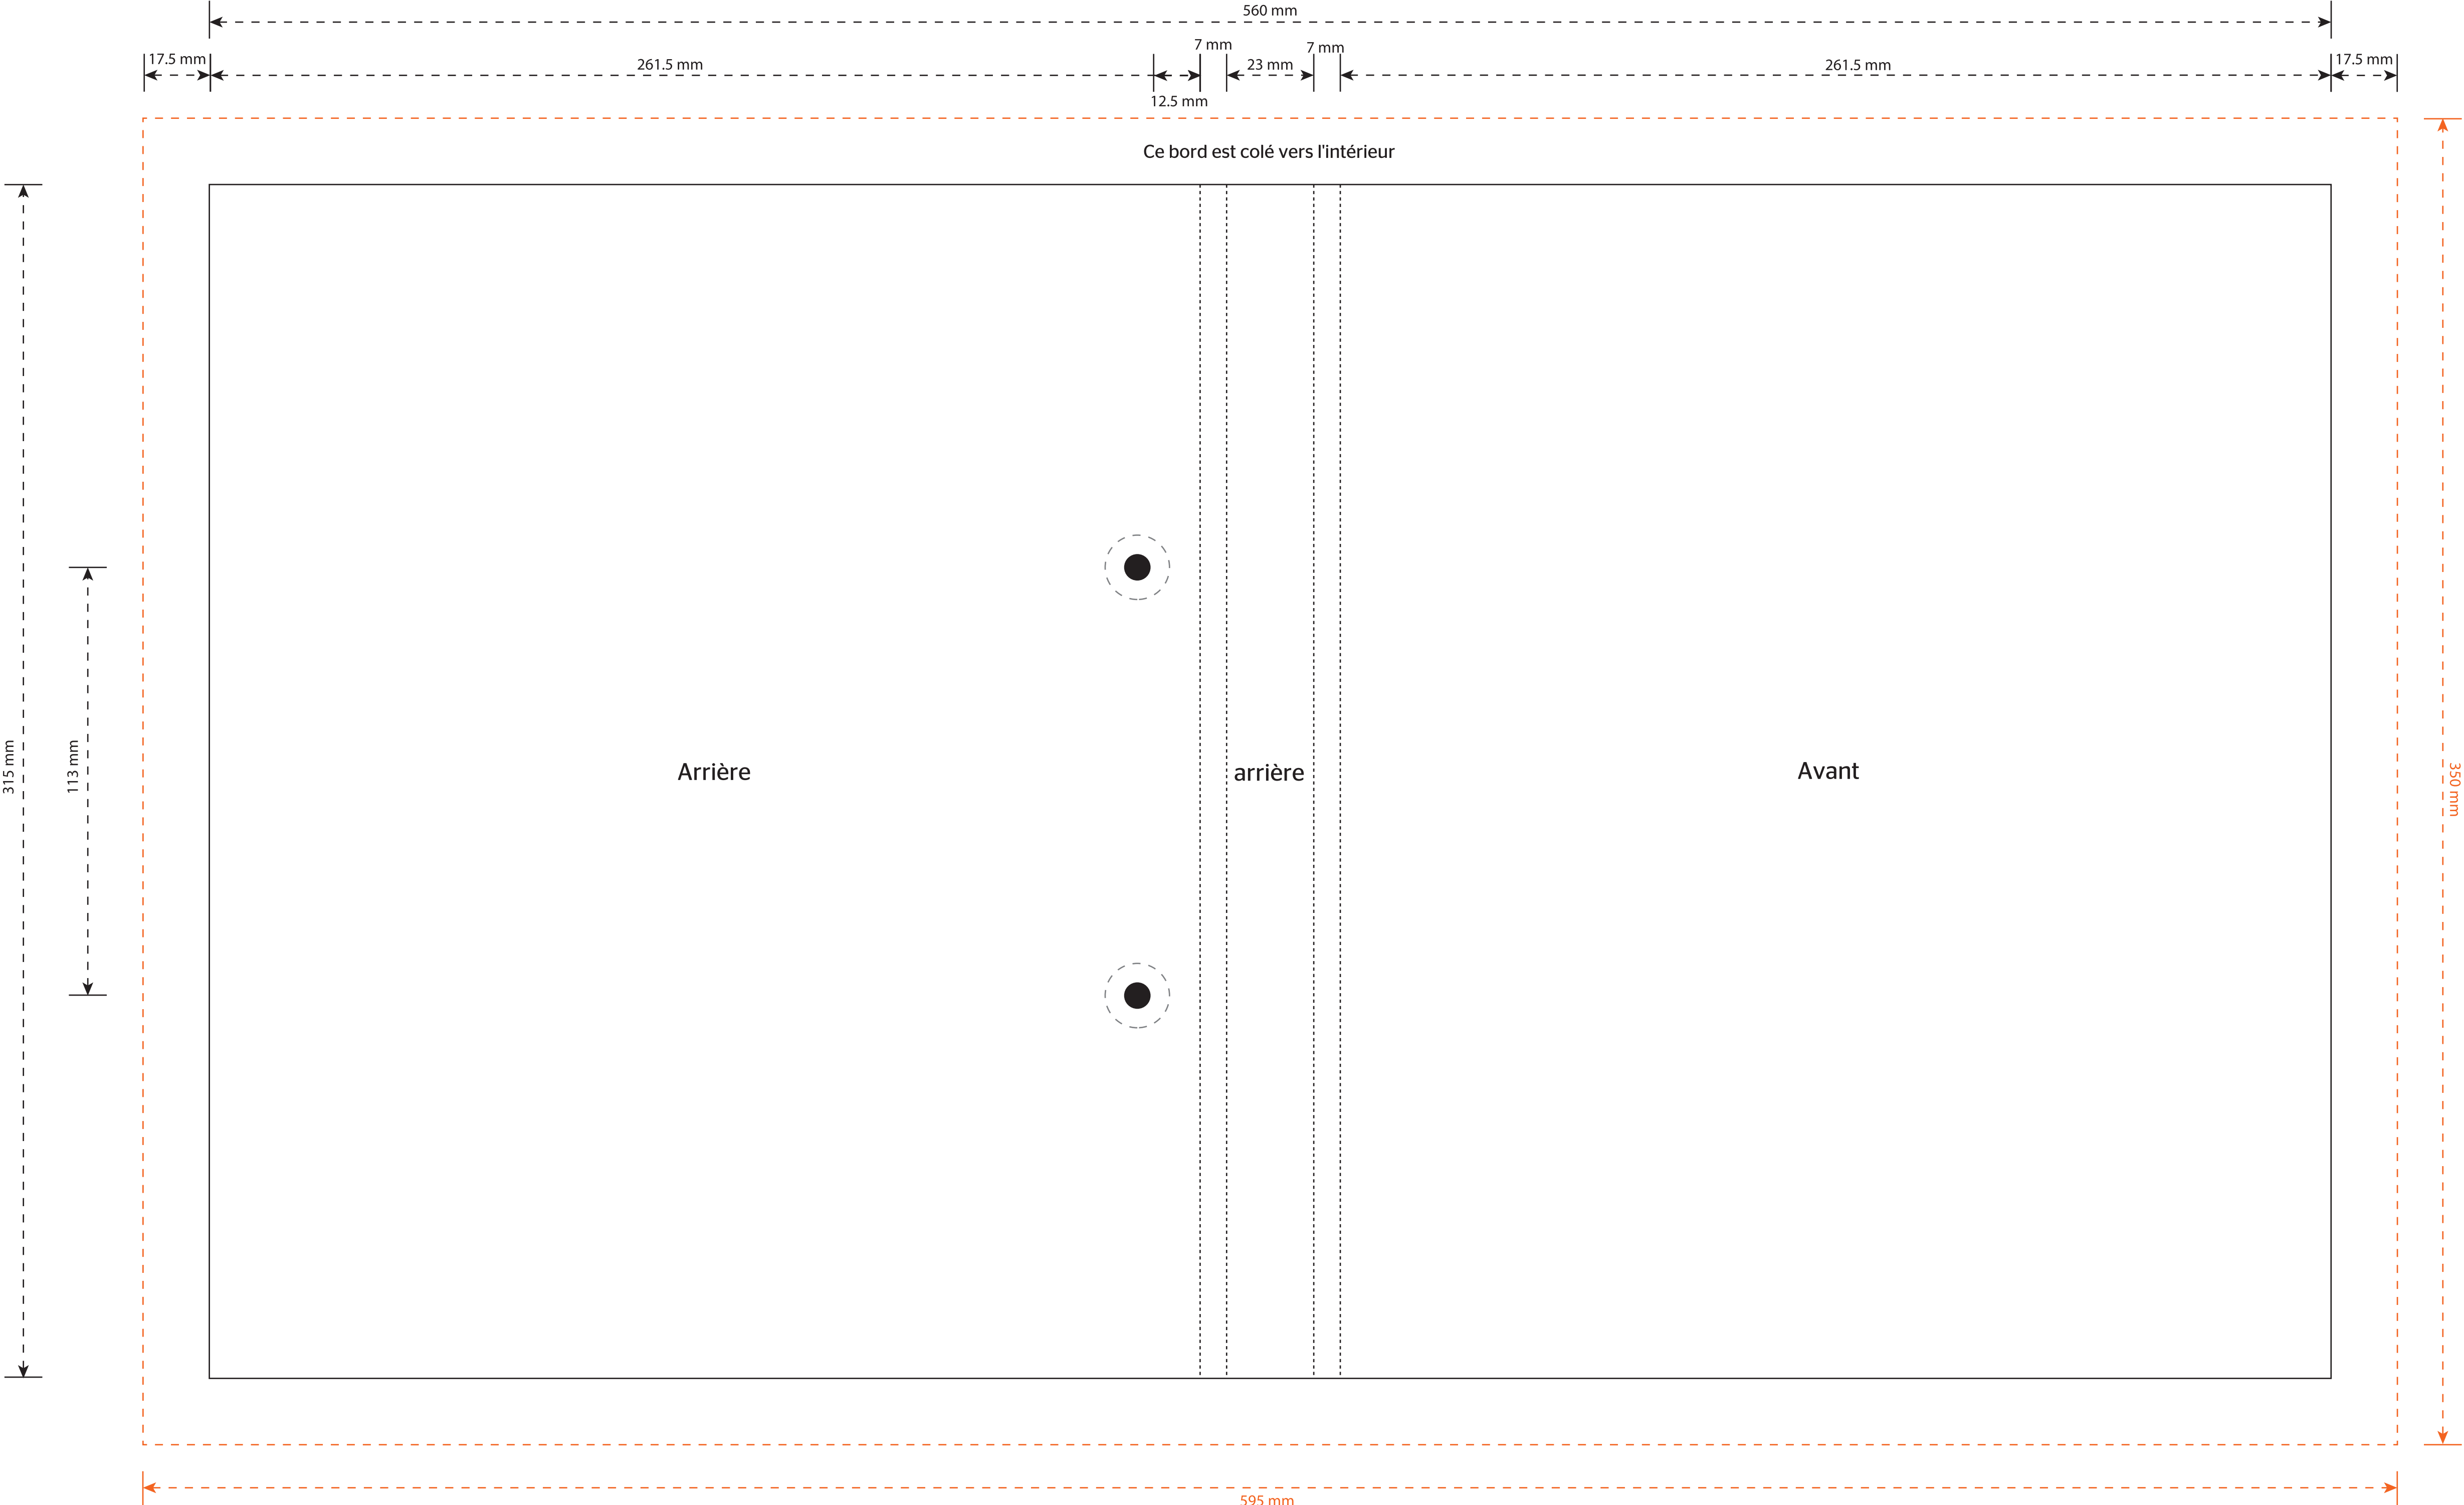 560 mm
17.5 mm
261.5 mm
7 mm
23 mm
7 mm
261.5 mm
17.5 mm
12.5 mm
Ce bord est colé vers l'intérieur
315 mm
113 mm
Arrière
arrière
Avant
350 mm
595 mm